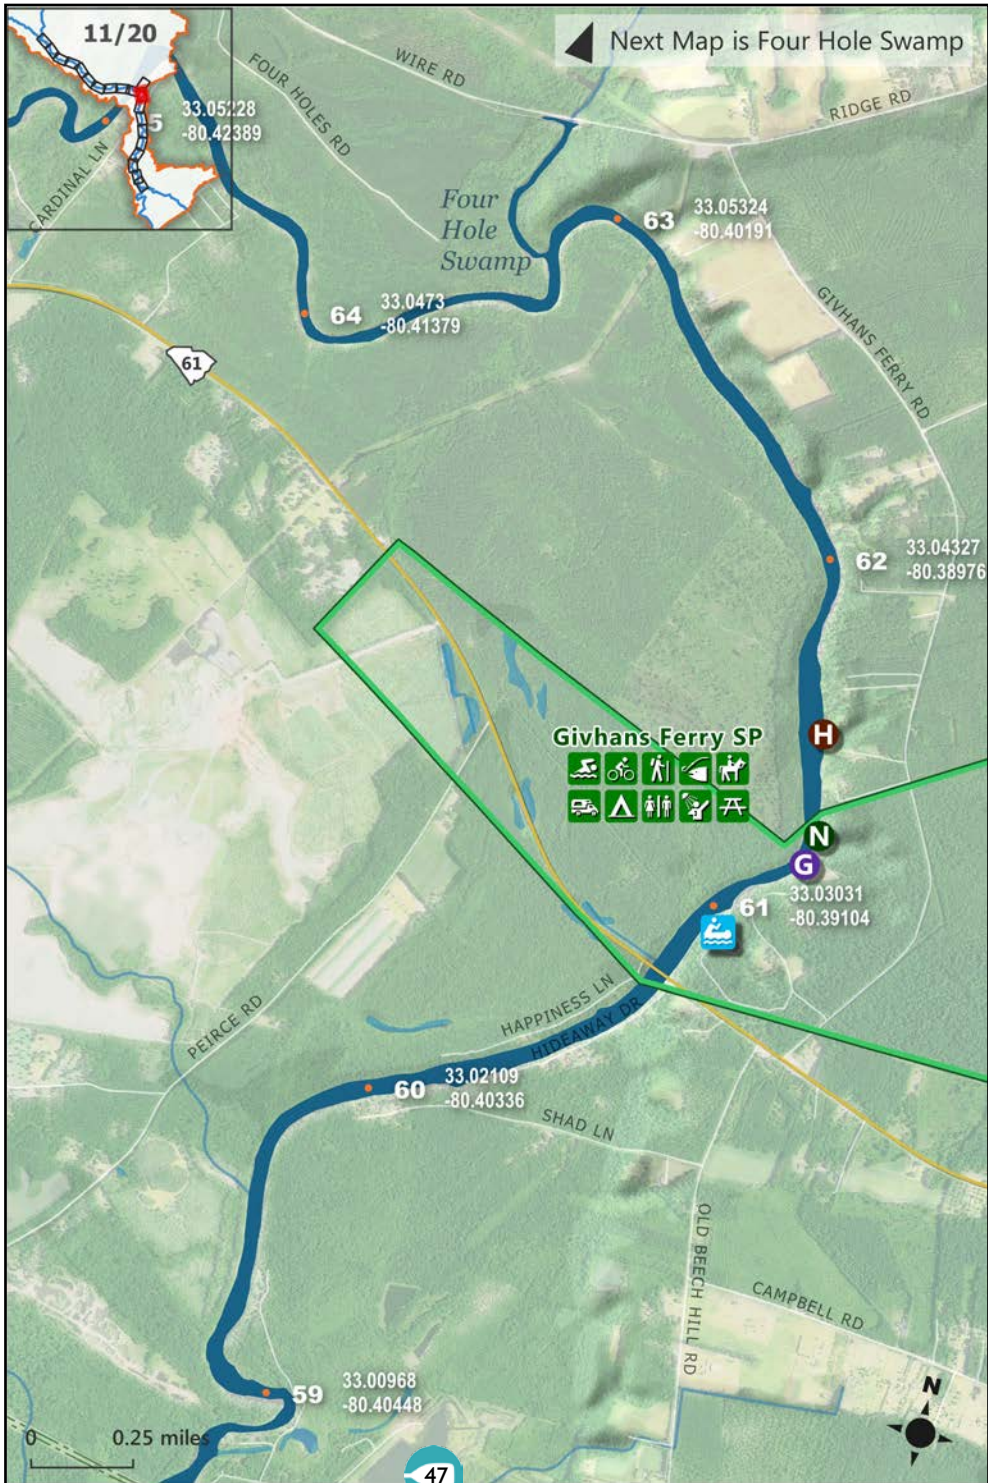 11/20
Next Map is Four Hole Swamp
WIRE RD
FOUR HOLES RD
RIDGE RD
5
33.05228
-80.42389
CARDINAL LN
Four
Hole
Swamp
63
33.05324
-80.40191
64
33.0473
-80.41379
GIVHANS FERRY RD
61
62
33.04327
-80.38976
Givhans Ferry SP
H
N
G
61
33.03031
-80.39104
HAPPINESS LN
HIDEAWAY DR
PEIRCE RD
60
33.02109
-80.40336
SHAD LN
OLD BEECH HILL RD
CAMPBELL RD
59
33.00968
-80.40448
N
0 0.25 miles
47